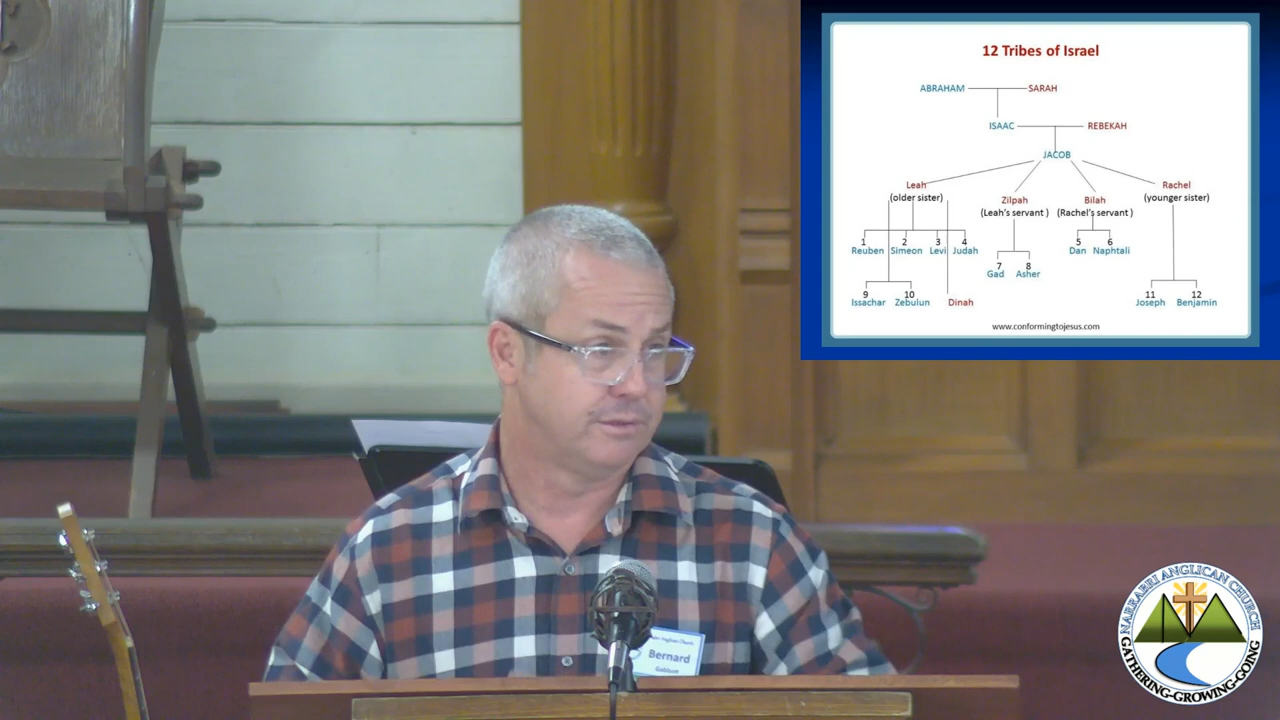 12 Tribes of Israel
ABRAHAM SARAH
ISAAC REBEKAH
JACOB
Leah
(older sister)
Zilpah
(Leah's servant )
Bilah
(Rachel's servant )
Rachel
(younger sister)
1 2 3 4
Reuben Simeon Levi Judah
5 6
Dan Naphtali
7 8
Gad Asher
9 10
Issachar Zebulun
Dinah
11 12
Joseph Benjamin
www.conformingtojesus.com
Anglican Church
Bernard
NARRABRI ANGLICAN CHURCH
GATHERING-GROWING-GOING